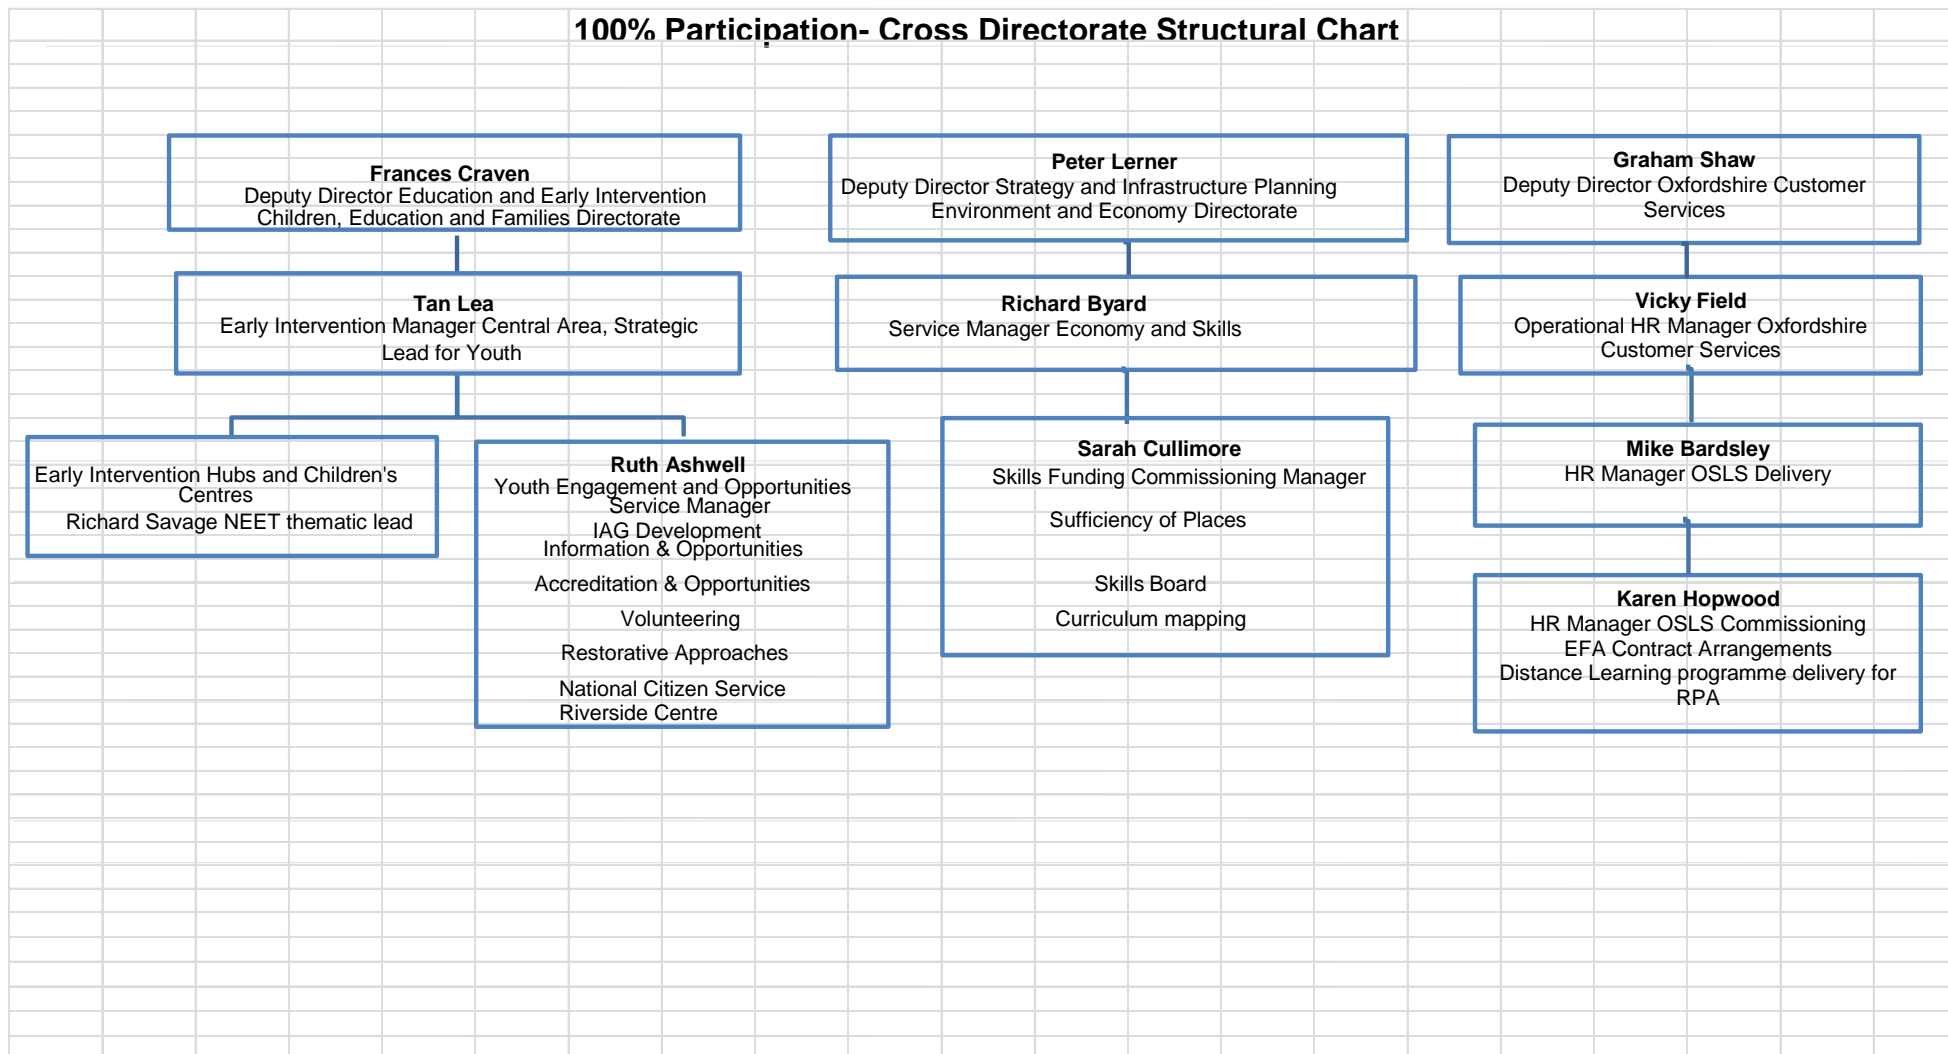 100% Participation- Cross Directorate Structural Chart
Frances Craven
Deputy Director Education and Early Intervention
Children, Education and Families Directorate
Peter Lerner
Deputy Director Strategy and Infrastructure Planning
Environment and Economy Directorate
Graham Shaw
Deputy Director Oxfordshire Customer
Services
Tan Lea
Early Intervention Manager Central Area, Strategic
Lead for Youth
Richard Byard
Service Manager Economy and Skills
Vicky Field
Operational HR Manager Oxfordshire
Customer Services
Early Intervention Hubs and Children's
Centres
Richard Savage NEET thematic lead
Ruth Ashwell
Youth Engagement and Opportunities
Service Manager
IAG Development
Information & Opportunities
Accreditation & Opportunities
Volunteering
Restorative Approaches
National Citizen Service
Riverside Centre
Sarah Cullimore
Skills Funding Commissioning Manager
Sufficiency of Places
Skills Board
Curriculum mapping
Mike Bardsley
HR Manager OSLS Delivery
Karen Hopwood
HR Manager OSLS Commissioning
EFA Contract Arrangements
Distance Learning programme delivery for
RPA